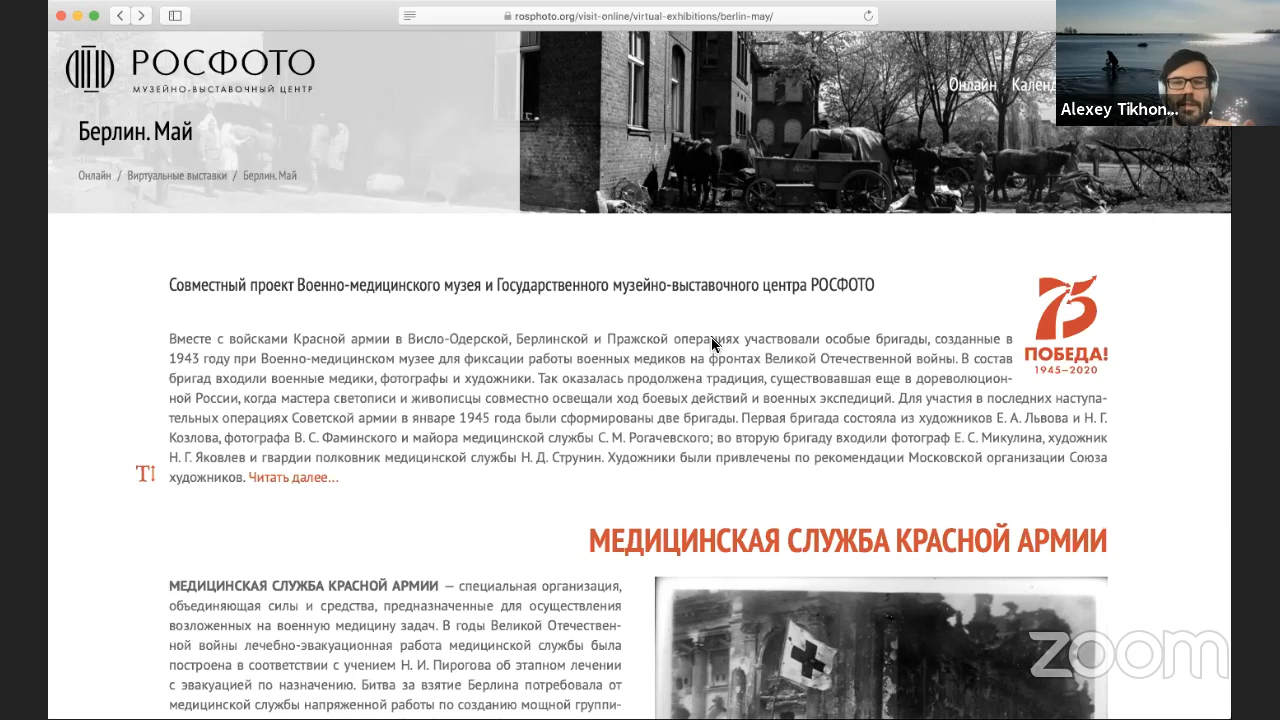 rosphoto.org/visit-online/virtual-exhibitions/berlin-may/
РОСФОТО
МУЗЕЙНО-ВЫСТАВОЧНЫЙ ЦЕНТР
Онлайн Календ
Alexey Tikhon...
Берлин. Май
Онлайн / Виртуальные выставки / Берлин. Май
Совместный проект Военно-медицинского музея и Государственного музейно-выставочного центра РОСФОТО
75
ПОБЕДА!
1945–2020
Вместе с войсками Красной армии в Висло-Одерской, Берлинской и Пражской операциях участвовали особые бригады, созданные в
1943 году при Военно-медицинском музее для фиксации работы военных медиков на фронтах Великой Отечественной войны. В состав
бригад входили военные медики, фотографы и художники. Так оказалась продолжена традиция, существовавшая еще в дореволюцион-
ной России, когда мастера светописи и живописцы совместно освещали ход боевых действий и военных экспедиций. Для участия в последних наступа-
тельных операциях Советской армии в январе 1945 года были сформированы две бригады. Первая бригада состояла из художников Е. А. Львова и Н. Г.
Козлова, фотографа В. С. Фаминского и майора медицинской службы С. М. Рогачевского; во вторую бригаду входили фотограф Е. С. Микулина, художник
Н. Г. Яковлев и гвардии полковник медицинской службы Н. Д. Струнин. Художники были привлечены по рекомендации Московской организации Союза
художников. Читать далее...
МЕДИЦИНСКАЯ СЛУЖБА КРАСНОЙ АРМИИ
МЕДИЦИНСКАЯ СЛУЖБА КРАСНОЙ АРМИИ — специальная организация,
объединяющая силы и средства, предназначенные для осуществления
возложенных на военную медицину задач. В годы Великой Отечествен-
ной войны лечебно-эвакуационная работа медицинской службы была
построена в соответствии с учением Н. И. Пирогова об этапном лечении
с эвакуацией по назначению. Битва за взятие Берлина потребовала от
медицинской службы напряженной работы по созданию мощной группи-
zoom